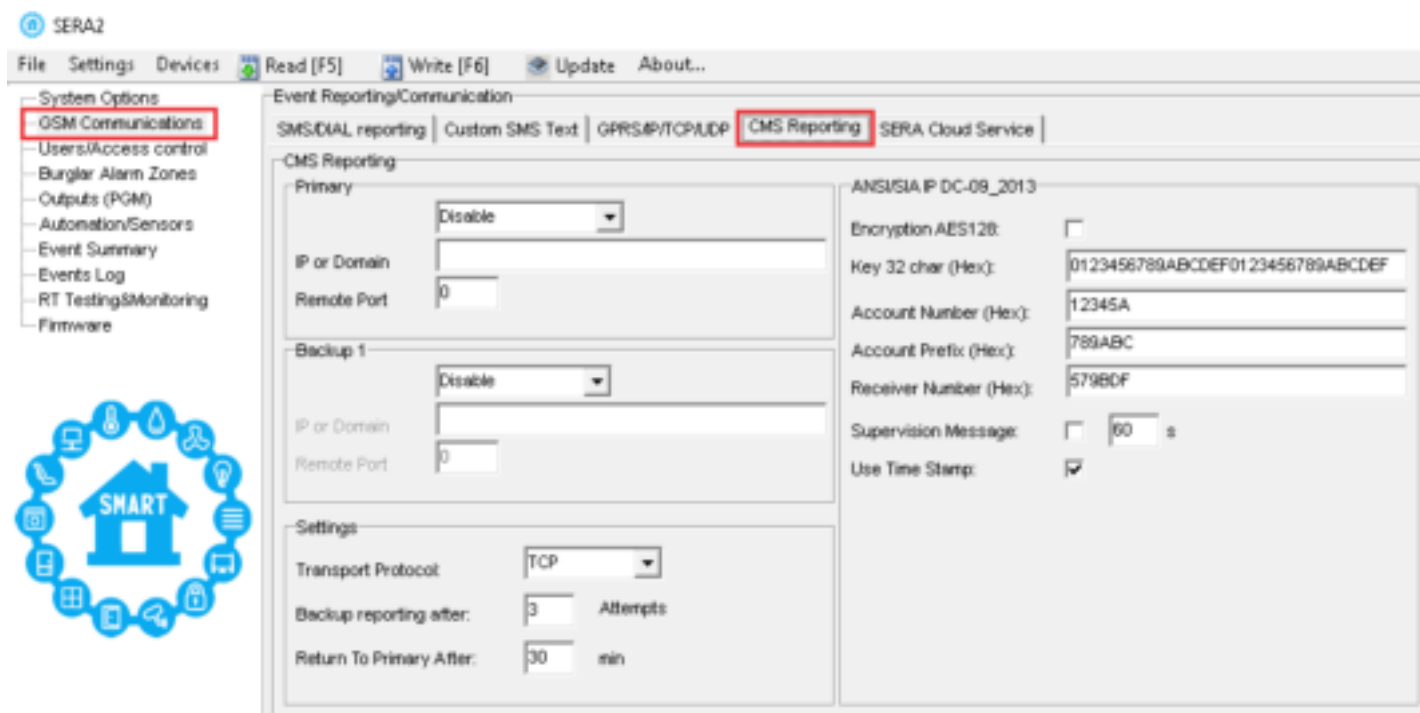 SERA2
File Settings Devices Read [F5] Write [F6] Update About...
System Options
GSM Communications
Users/Access control
Burglar Alarm Zones
Outputs (PGM)
Automation/Sensors
Event Summary
Events Log
RT Testing&Monitoring
Firmware
SMART
Event Reporting/Communication
SMS/DIAL reporting Custom SMS Text GPRS/IP/TCP/UDP CMS Reporting SERA Cloud Service
CMS Reporting
Primary
Disable
IP or Domain
Remote Port 0
Backup 1
Disable
IP or Domain
Remote Port 0
Settings
Transport Protocol: TCP
Backup reporting after: 3 Attempts
Return To Primary After: 30 min
ANSI/SIA IP DC-09_2013
Encryption AES128:
Key 32 char (Hex): 0123456789ABCDEF0123456789ABCDEF
Account Number (Hex): 12345A
Account Prefix (Hex): 789ABC
Receiver Number (Hex): 579BDF
Supervision Message: 60 s
Use Time Stamp: